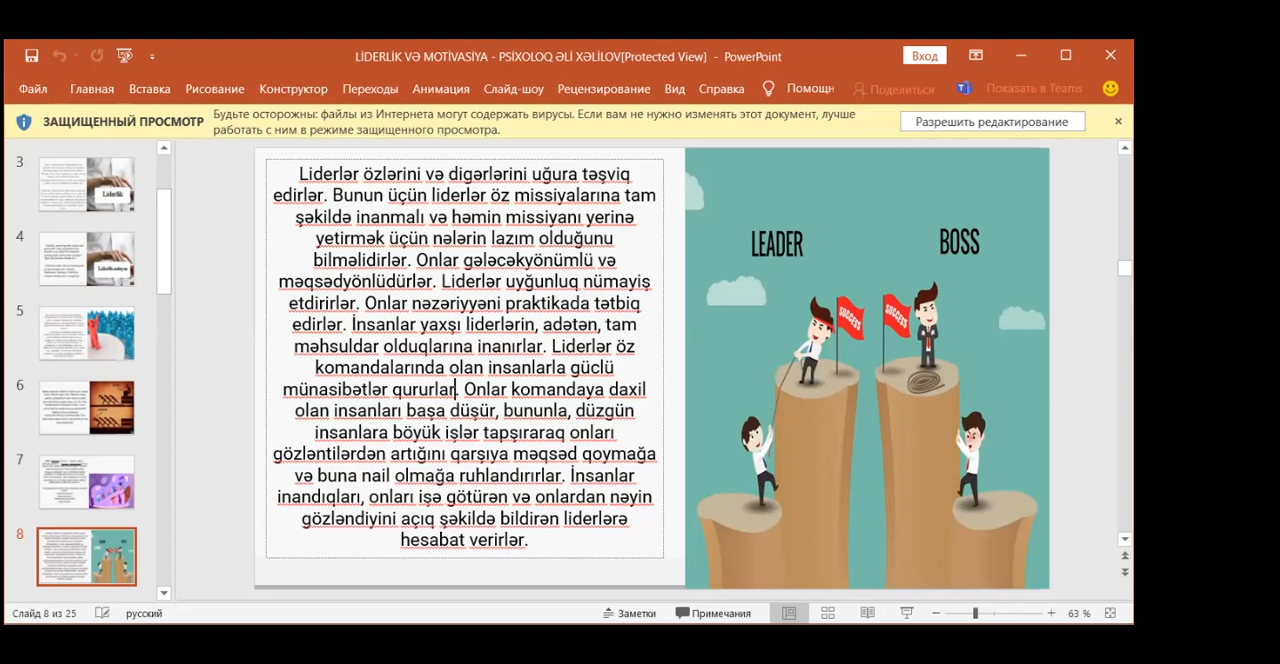 LİDERLİK VƏ MOTİVASİYA - PSİXOLOQ ƏLİ XƏLİLOV[Protected View] - PowerPoint
Вход
Файл Главная Вставка Рисование Конструктор Переходы Анимация Слайд-шоу Рецензирование Вид Справка Помощн Поделиться Показать в Teams
ЗАЩИЩЕННЫЙ ПРОСМОТР
Будьте осторожны: файлы из Интернета могут содержать вирусы. Если вам не нужно изменять этот документ, лучше
работать с ним в режиме защищенного просмотра.
Разрешить редактирование
3
Liderlik
4
5
6
7
8
Liderlər özlərini və digərlərini uğura təşviq
edirlər. Bunun üçün liderlər öz missiyalarına tam
şəkildə inanmalı və həmin missiyanı yerinə
yetirmək üçün nələrin lazım olduğunu
bilməlidirlər. Onlar gələcəkyönümlü və
məqsədyönlüdürlər. Liderlər uyğunluq nümayiş
etdirirlər. Onlar nəzəriyyəni praktikada tətbiq
edirlər. İnsanlar yaxşı liderlərin, adətən, tam
məhsuldar olduqlarına inanırlar. Liderlər öz
komandalarında olan insanlarla güclü
münasibətlər qururlar. Onlar komandaya daxil
olan insanları başa düşür, bununla, düzgün
insanlara böyük işlər tapşıraraq onları
gözləntilərdən artığını qarşıya məqsəd qoymağa
və buna nail olmağa ruhlandırırlar. İnsanlar
inandıqları, onları işə götürən və onlardan nəyin
gözləndiyini açıq şəkildə bildirən liderlərə
hesabat verirlər.
LEADER
BOSS
SUCCESS
SUCCESS
Слайд 8 из 25 русский Заметки Примечания 63 %